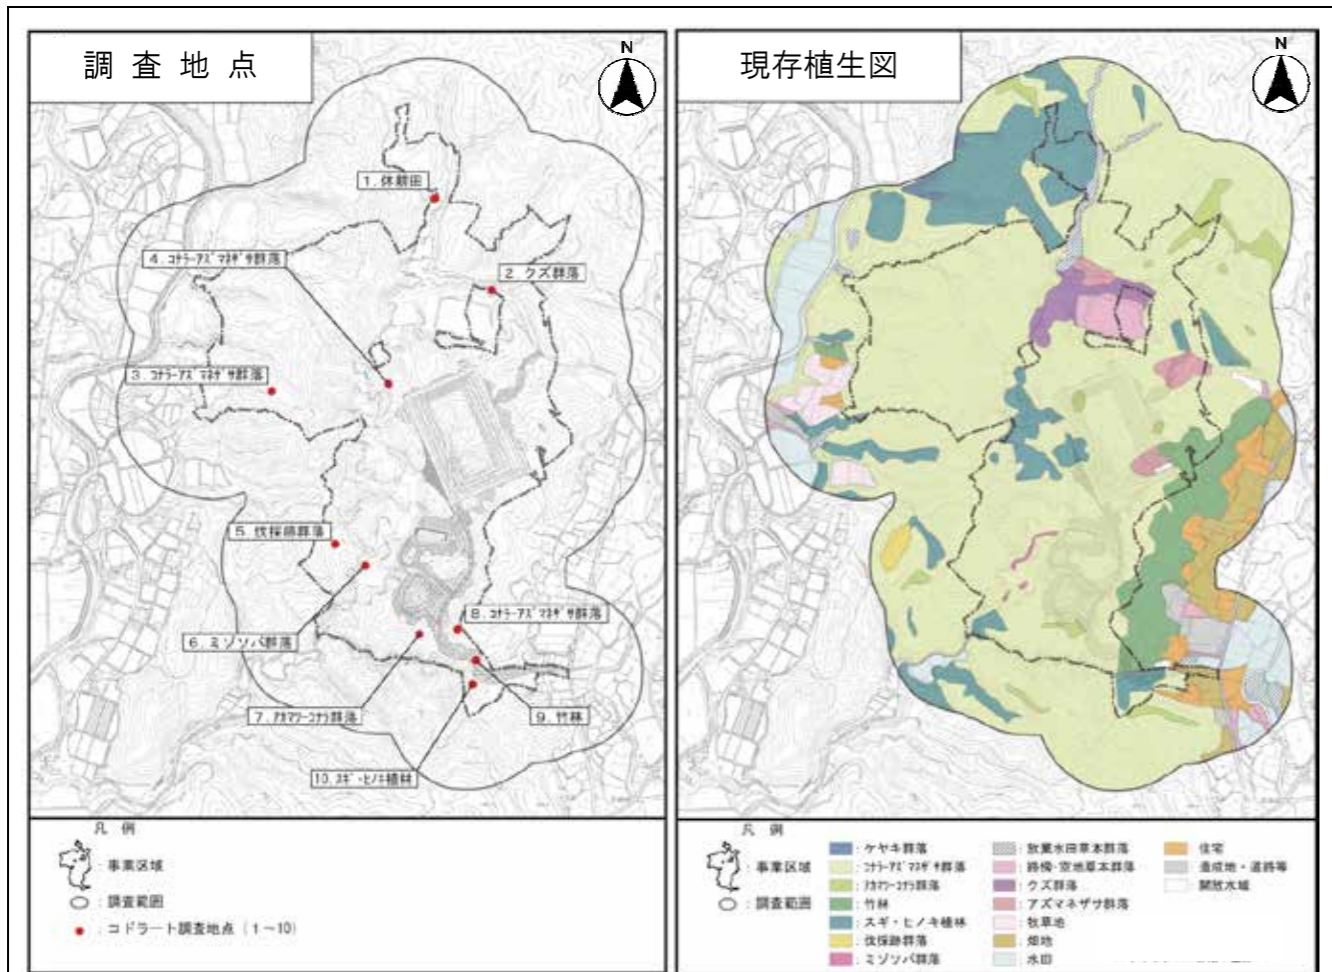 調査地点
N
1. 休耕田
4. コナラ-アズマネザサ群落
2. クズ群落
3. コナラ-アズマネザサ群落
5. 伐採跡群落
8. コナラ-アズマネザサ群落
6. ミゾソバ群落
7. アカマツ-コナラ群落
9. 竹林
10. スギ・ヒノキ植林
凡例
: 事業区域
: 調査範囲
: コドラート調査地点（1～10）
現存植生図
N
凡例
: 事業区域
: 調査範囲
: ケヤキ群落
: コナラ-アズマネザサ群落
: アカマツ-コナラ群落
: 竹林
: スギ・ヒノキ植林
: 伐採跡群落
: ミゾソバ群落
: 放棄水田草本群落
: 路傍・空地草本群落
: クズ群落
: アズマネザサ群落
: 牧草地
: 畑地
: 水田
: 住宅
: 造成地・道路等
: 開放水域